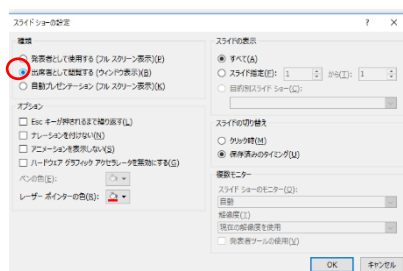 スライド ショーの設定
? ×
種類
発表者として使用する (フル スクリーン表示)(P)
出席者として閲覧する (ウィンドウ表示)(B)
自動プレゼンテーション (フル スクリーン表示)(K)
オプション
Esc キーが押されるまで繰り返す(L)
ナレーションを付けない(N)
アニメーションを表示しない(S)
ハードウェア グラフィック アクセラレータを無効にする(G)
ペンの色(E):
レーザー ポインターの色(R):
スライドの表示
すべて(A)
スライド指定(F): 1 から(T): 1
目的別スライド ショー(C):
スライドの切り替え
クリック時(M)
保存済みのタイミング(U)
複数モニター
スライド ショーのモニター(O):
自動
解像度(T)
現在の解像度を使用
発表者ツールの使用(V)
OK キャンセル